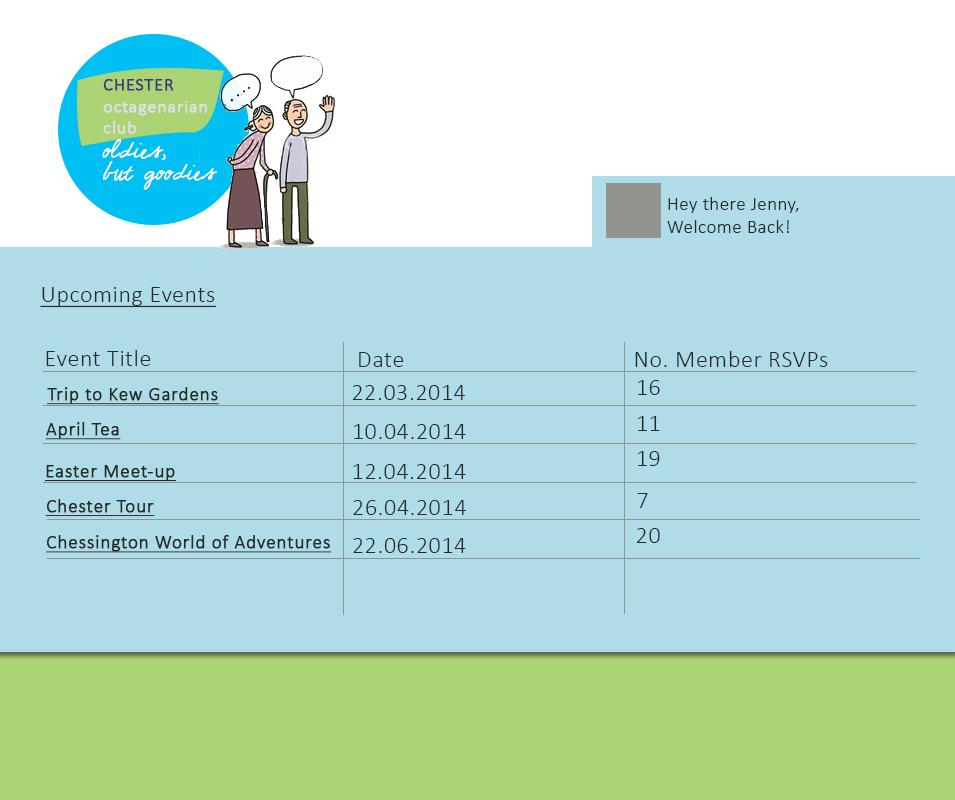 CHESTER
octagenarian
club
oldies,
but goodies
Hey there Jenny,
Welcome Back!
Upcoming Events
Event Title Date No. Member RSVPs
Trip to Kew Gardens 22.03.2014 16
April Tea 10.04.2014 11
Easter Meet-up 12.04.2014 19
Chester Tour 26.04.2014 7
Chessington World of Adventures 22.06.2014 20